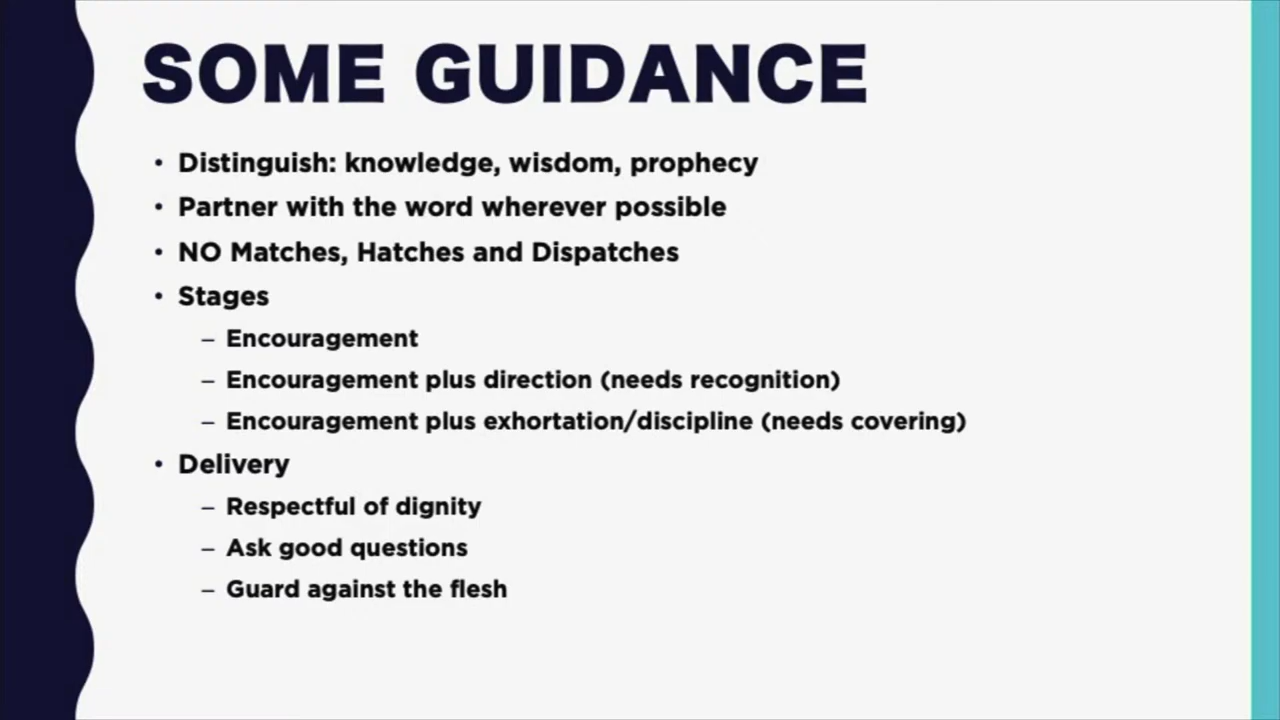 SOME GUIDANCE
• Distinguish: knowledge, wisdom, prophecy
• Partner with the word wherever possible
• NO Matches, Hatches and Dispatches
• Stages
– Encouragement
– Encouragement plus direction (needs recognition)
– Encouragement plus exhortation/discipline (needs covering)
• Delivery
– Respectful of dignity
– Ask good questions
– Guard against the flesh